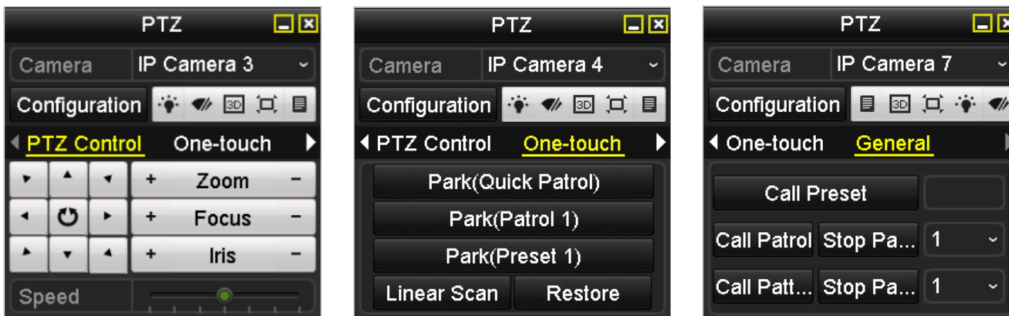 PTZ
Camera IP Camera 3
Configuration 3D
PTZ Control One-touch
+ Zoom -
+ Focus -
+ Iris -
Speed
PTZ
Camera IP Camera 4
Configuration 3D
PTZ Control One-touch
Park(Quick Patrol)
Park(Patrol 1)
Park(Preset 1)
Linear Scan Restore
PTZ
Camera IP Camera 7
Configuration 3D
One-touch General
Call Preset
Call Patrol Stop Pa... 1
Call Patt... Stop Pa... 1